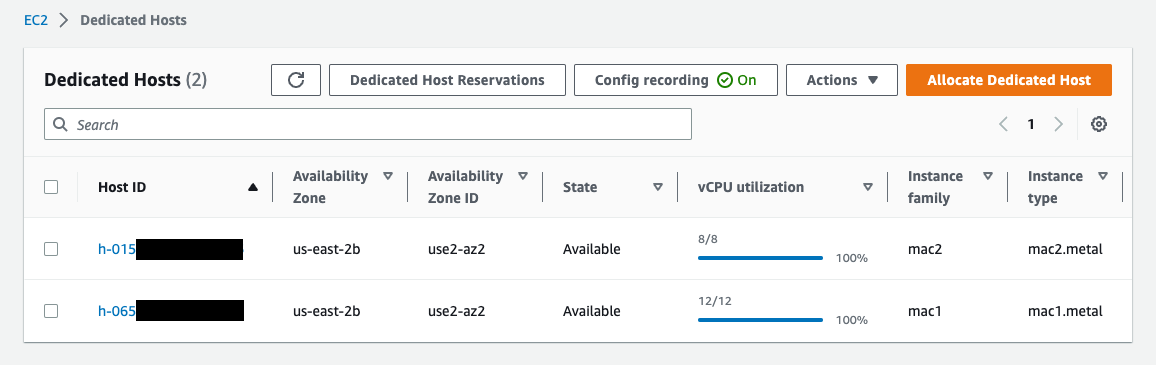 EC2 > Dedicated Hosts
Dedicated Hosts (2) Dedicated Host Reservations Config recording On Actions Allocate Dedicated Host
Search 1
Host ID Availability Zone Availability Zone ID State vCPU utilization Instance family Instance type
h-015 us-east-2b use2-az2 Available 8/8 100% mac2 mac2.metal
h-065 us-east-2b use2-az2 Available 12/12 100% mac1 mac1.metal